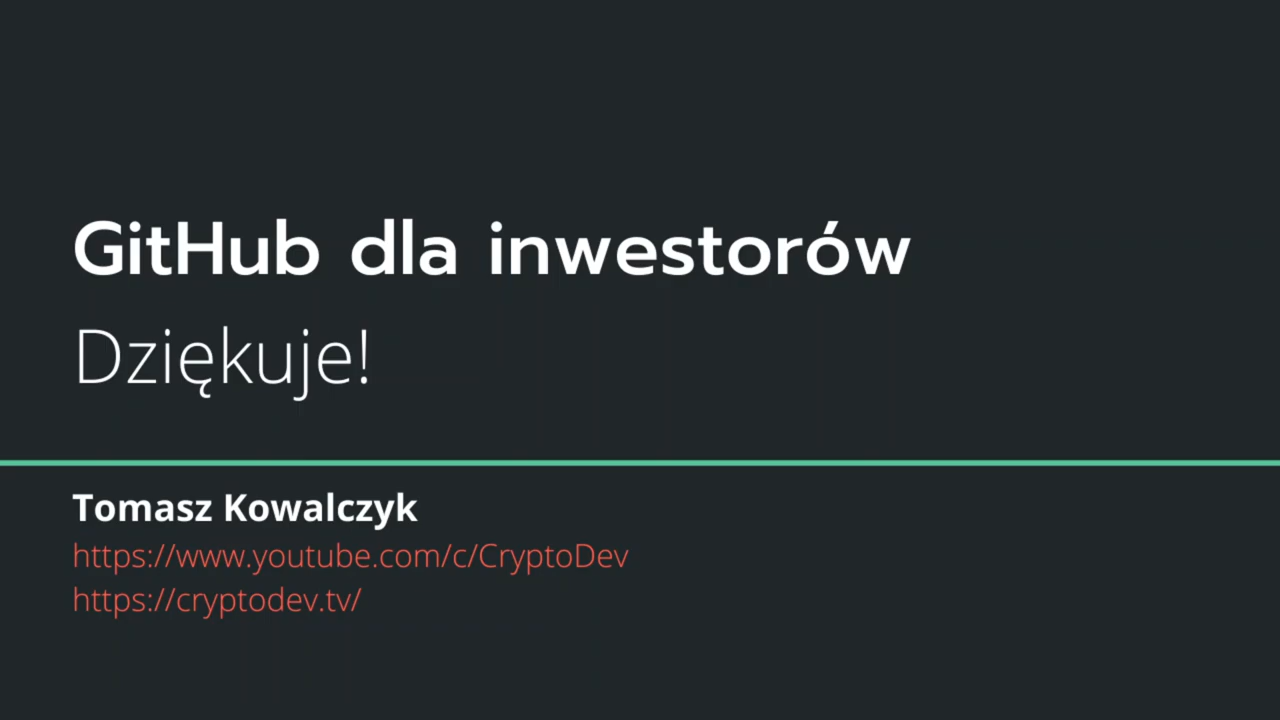 GitHub dla inwestorów
Dziękuje!
Tomasz Kowalczyk
https://www.youtube.com/c/CryptoDev
https://cryptodev.tv/